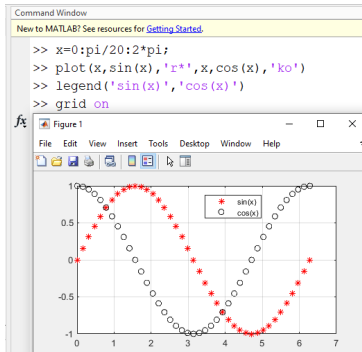 Command Window
New to MATLAB? See resources for Getting Started.
>> x=0:pi/20:2*pi;
>> plot(x,sin(x),'r*',x,cos(x),'ko')
>> legend('sin(x)','cos(x)')
>> grid on
fx
Figure 1
File Edit View Insert Tools Desktop Window Help
sin(x)
cos(x)
1
0.5
0
-0.5
-1
0 1 2 3 4 5 6 7